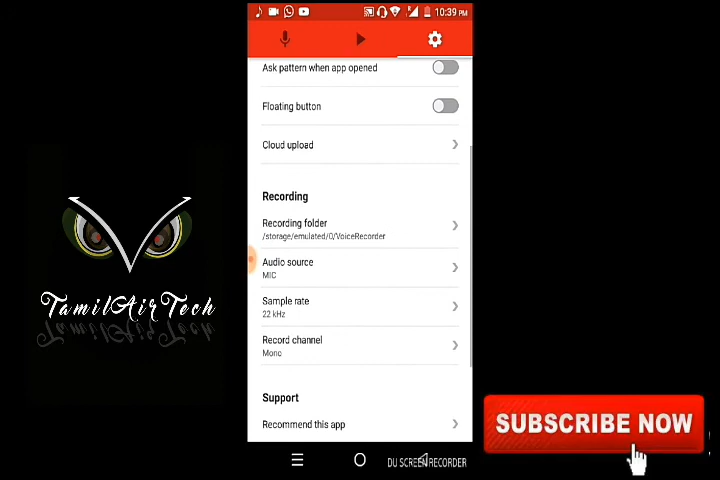 10:39 PM
Ask pattern when app opened
Floating button
Cloud upload
Recording
Recording folder
/storage/emulated/0/VoiceRecorder
Audio source
MIC
Sample rate
22 kHz
Record channel
Mono
Support
Recommend this app
DU SCREEN RECORDER
TamilAirTech
SUBSCRIBE NOW